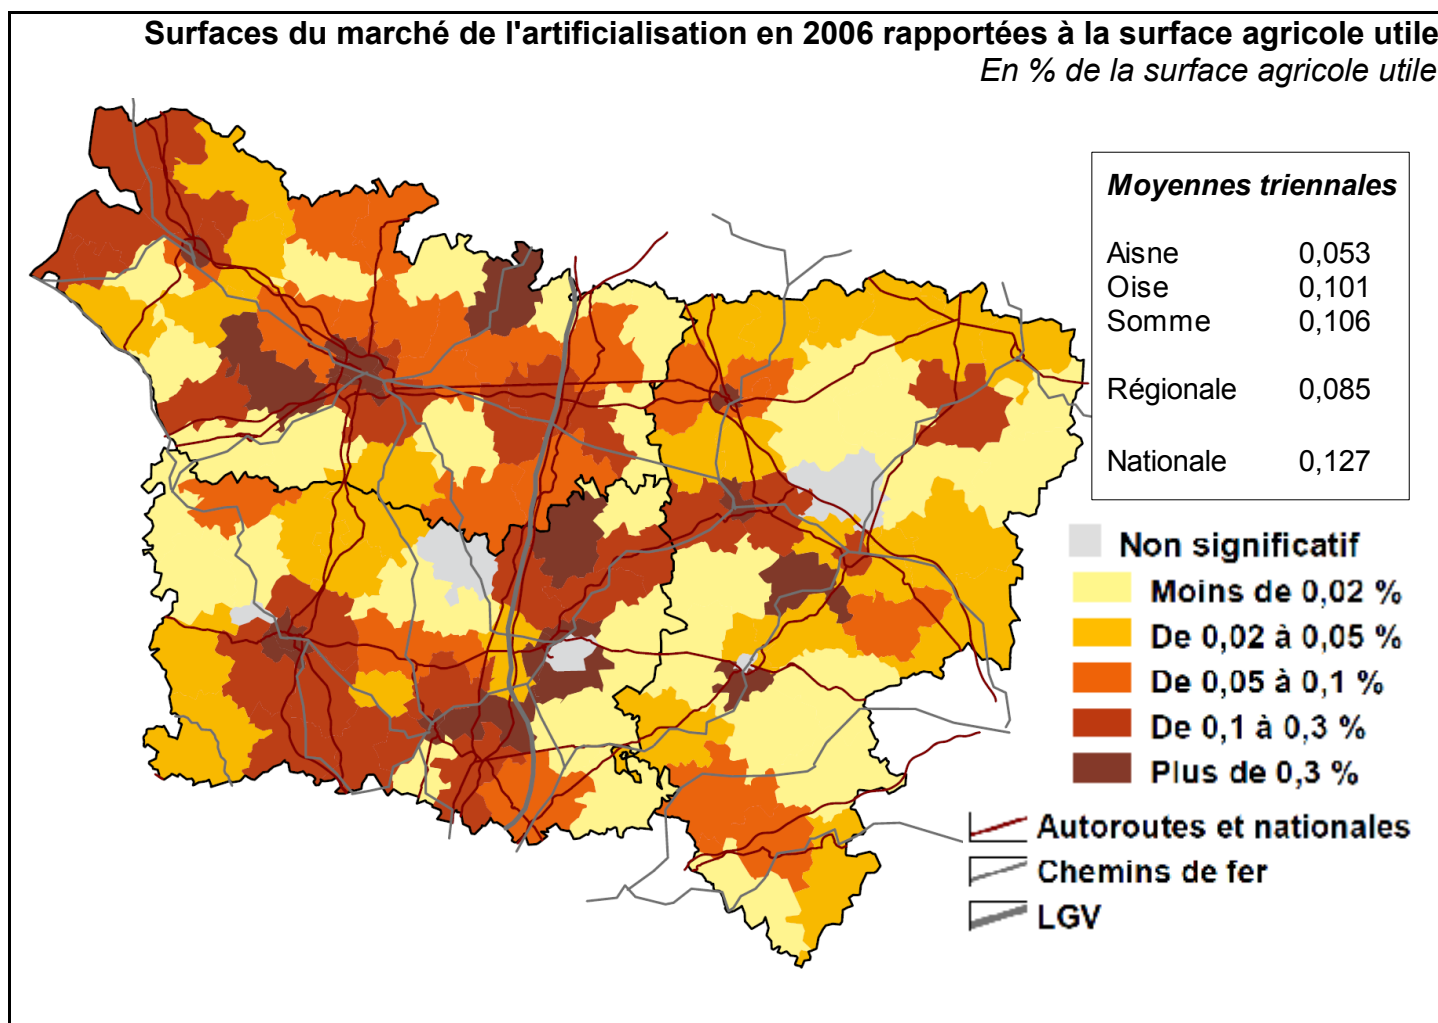 Surfaces du marché de l'artificialisation en 2006 rapportées à la surface agricole utile
En % de la surface agricole utile
Moyennes triennales
Aisne 0,053
Oise 0,101
Somme 0,106
Régionale 0,085
Nationale 0,127
Non significatif
Moins de 0,02 %
De 0,02 à 0,05 %
De 0,05 à 0,1 %
De 0,1 à 0,3 %
Plus de 0,3 %
Autoroutes et nationales
Chemins de fer
LGV